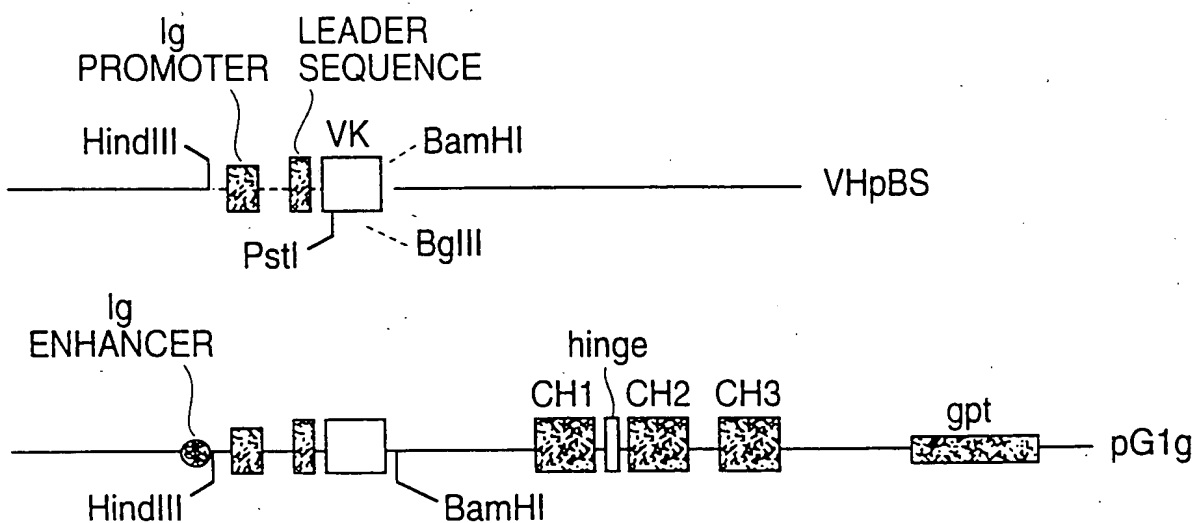 Ig
PROMOTER
LEADER
SEQUENCE
HindIII
VK
BamHI
VHpBS
PstI
BgIII
Ig
ENHANCER
hinge
CH1
CH2
CH3
gpt
pG1g
HindIII
BamHI